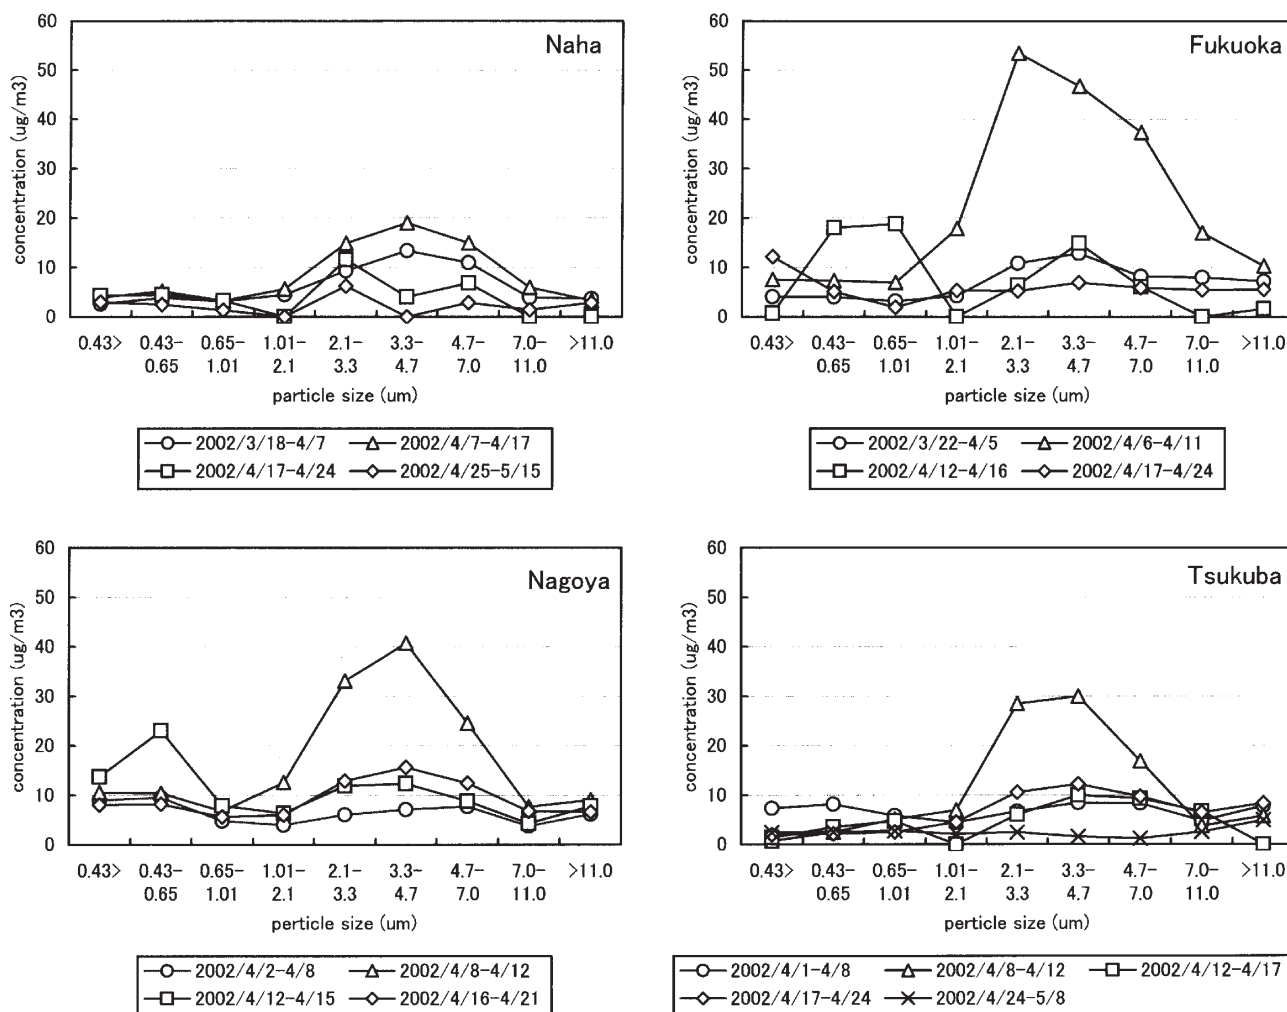 Naha
concentration (ug/m3)
60
50
40
30
20
10
0
0.43> 0.43- 0.65- 1.01- 2.1- 3.3- 4.7- 7.0- >11.0
0.65 1.01 2.1 3.3 4.7 7.0 11.0
particle size (um)
2002/3/18-4/7 2002/4/7-4/17
2002/4/17-4/24 2002/4/25-5/15
Fukuoka
concentration (ug/m3)
60
50
40
30
20
10
0
0.43> 0.43- 0.65- 1.01- 2.1- 3.3- 4.7- 7.0- >11.0
0.65 1.01 2.1 3.3 4.7 7.0 11.0
particle size (um)
2002/3/22-4/5 2002/4/6-4/11
2002/4/12-4/16 2002/4/17-4/24
Nagoya
concentration (ug/m3)
60
50
40
30
20
10
0
0.43> 0.43- 0.65- 1.01- 2.1- 3.3- 4.7- 7.0- >11.0
0.65 1.01 2.1 3.3 4.7 7.0 11.0
perticle size (um)
2002/4/2-4/8 2002/4/8-4/12
2002/4/12-4/15 2002/4/16-4/21
Tsukuba
concentration (ug/m3)
60
50
40
30
20
10
0
0.43> 0.43- 0.65- 1.01- 2.1- 3.3- 4.7- 7.0- >11.0
0.65 1.01 2.1 3.3 4.7 7.0 11.0
perticle size (um)
2002/4/1-4/8 2002/4/8-4/12 2002/4/12-4/17
2002/4/17-4/24 2002/4/24-5/8